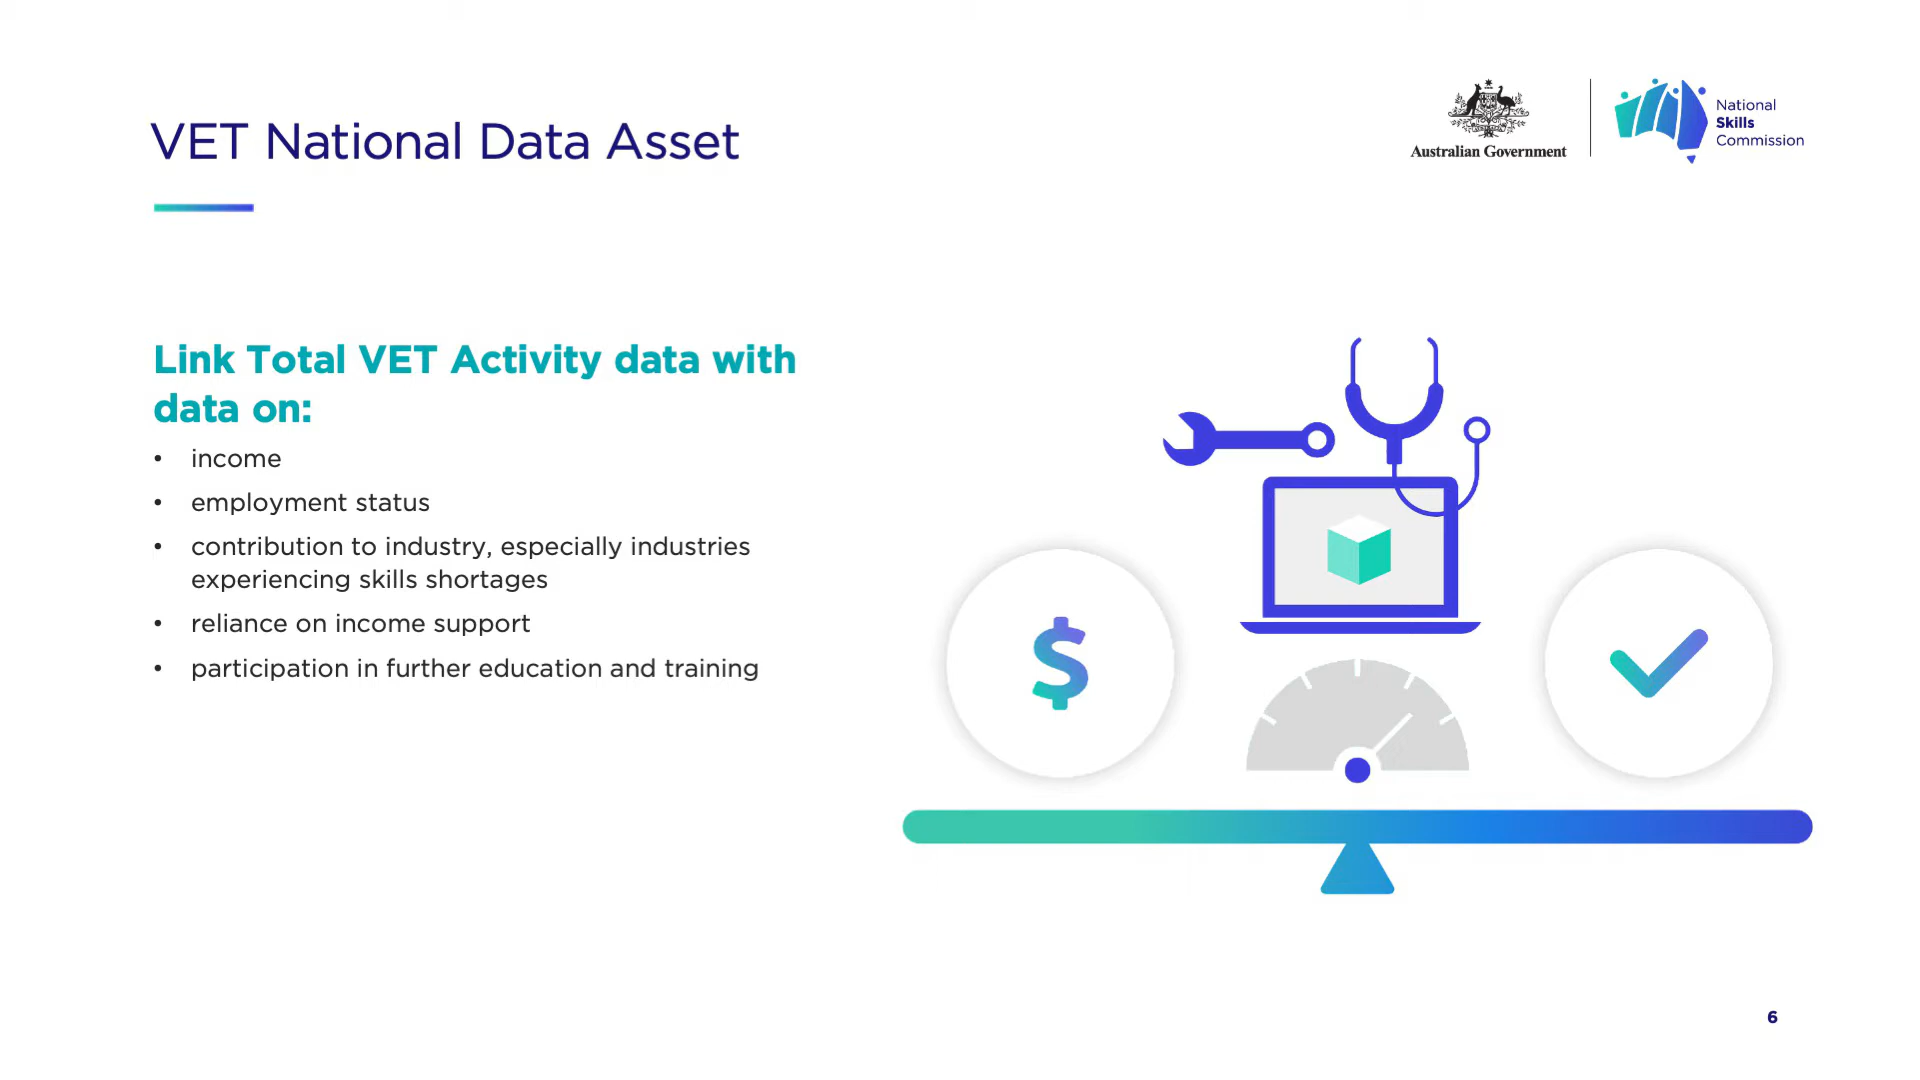 VET National Data Asset
Australian Government
National
Skills
Commission
Link Total VET Activity data with
data on:
• income
• employment status
• contribution to industry, especially industries
experiencing skills shortages
• reliance on income support
• participation in further education and training
$
6